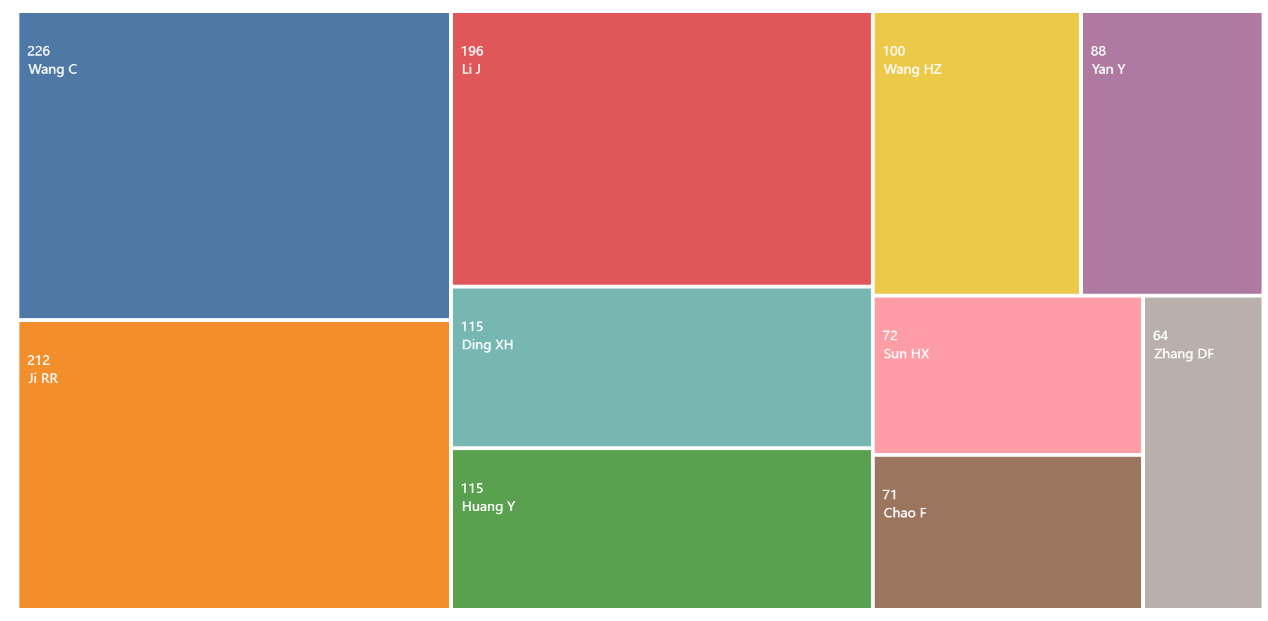 226
Wang C
196
Li J
100
Wang HZ
88
Yan Y
212
Ji RR
115
Ding XH
115
Huang Y
72
Sun HX
71
Chao F
64
Zhang DF